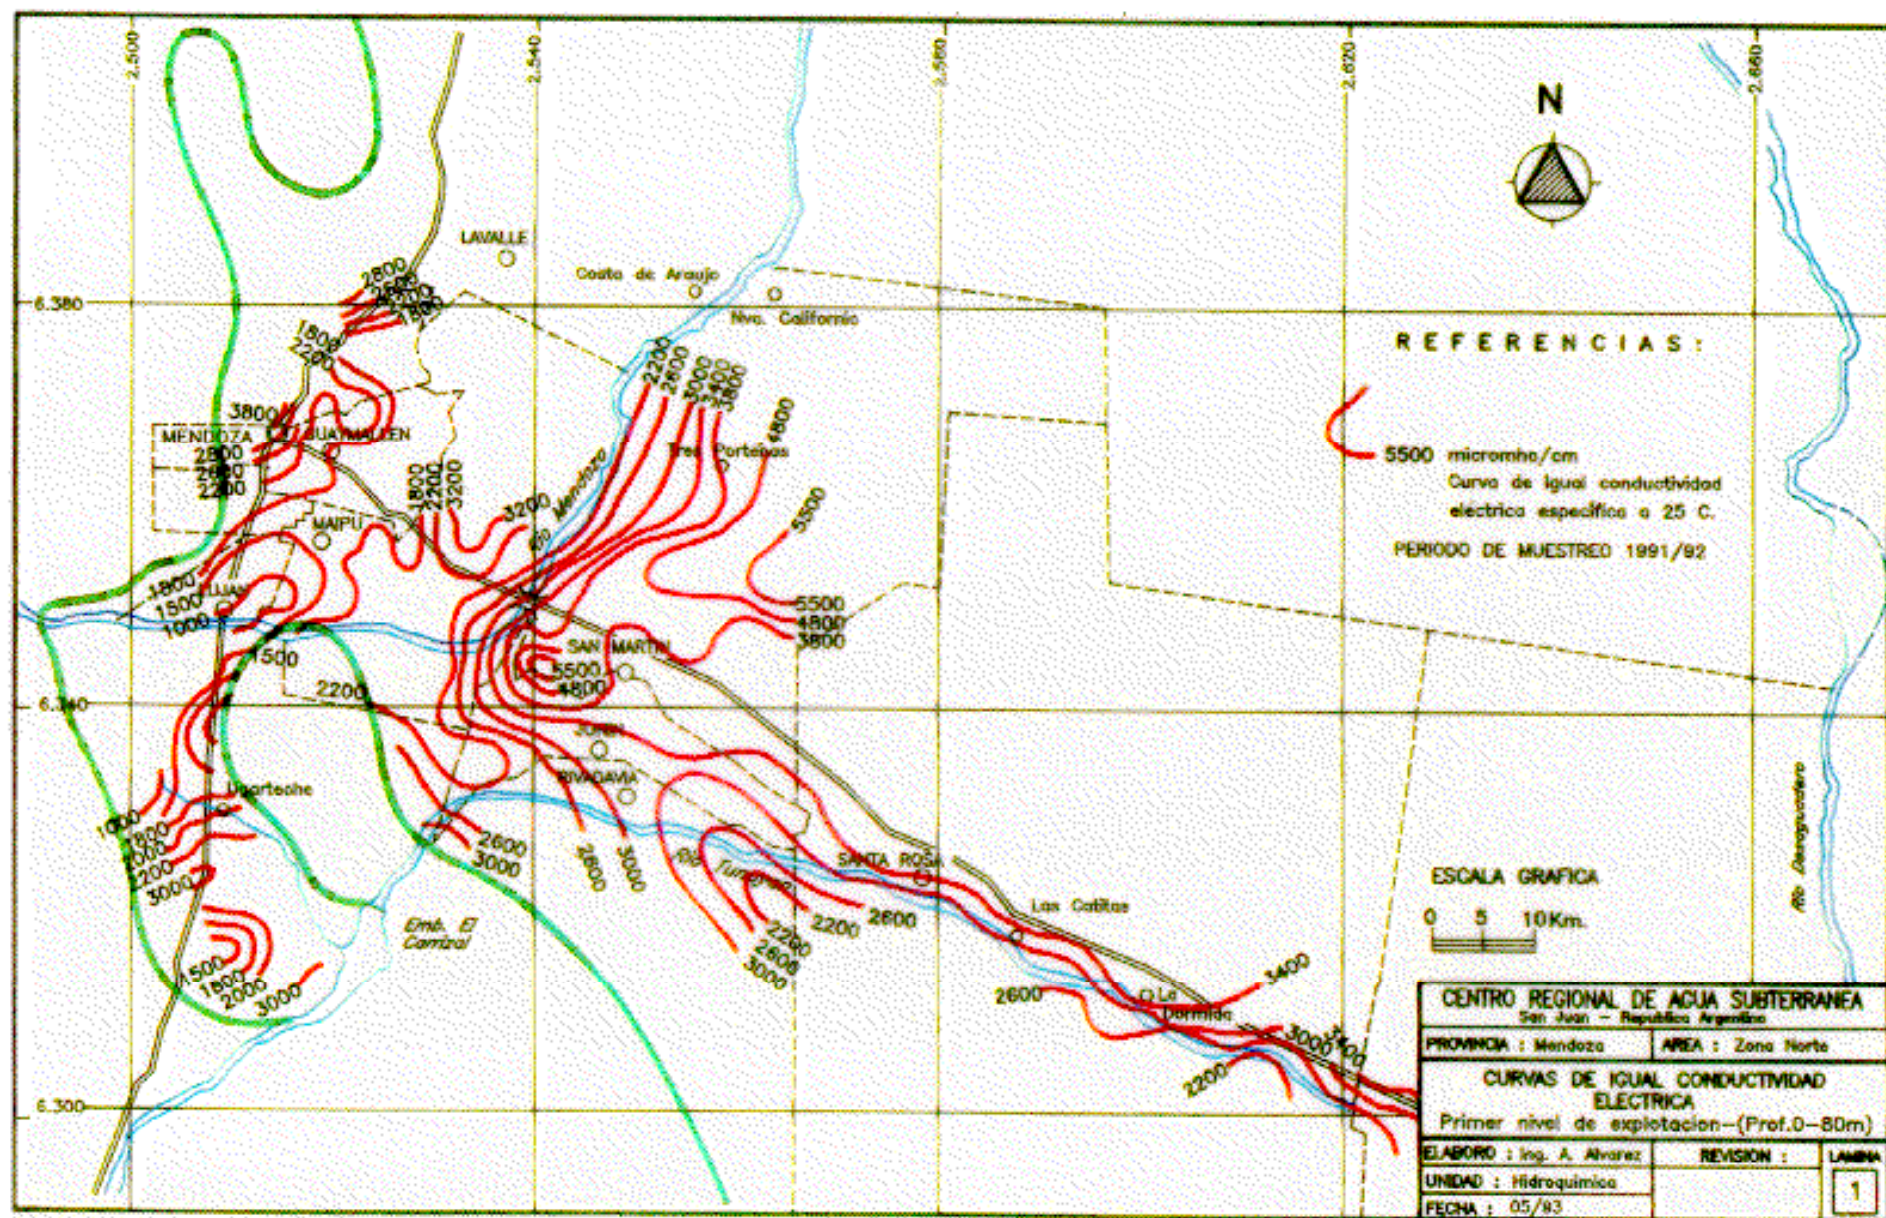 2.500
2.540
2.580
2.620
2.660
N
LAVALLE
Costa de Araujo
Nva. California
6.380
2800
2200
1800
1800
2200
REFERENCIAS:
2200
2600
3000
3400
3800
4800
3800
MENDOZA
GUAYMALLEN
2800
2600
2200
Tres Porteñas
5500 micromho/cm
Curva de igual conductividad
electrica especifica a 25 C.
PERIODO DE MUESTREO 1991/92
1800
2200
3200
3200
Rio Mendoza
5500
MAIPU
1800
LUJAN
1500
1000
5500
4800
3800
1500
SAN MARTIN
5500
4800
2200
6.340
JUNIN
RIVADAVIA
Ugarteche
1000
1800
2000
2200
3000
2600
3000
2800
3000
Rio Tunuyan
SANTA ROSA
Rio Desaguadero
ESCALA GRAFICA
0 5 10Km.
Las Catitas
Emb. El
Carrizal
2200
2600
3000
2200
2600
1500
1800
2000
3000
2600
La
Dormida
3400
3000
3400
2200
6.300
CENTRO REGIONAL DE AGUA SUBTERRANEA
San Juan - Republica Argentina
PROVINCIA : Mendoza
AREA : Zona Norte
CURVAS DE IGUAL CONDUCTIVIDAD
ELECTRICA
Primer nivel de explotacion-(Prof.0-80m)
ELABORO : Ing. A. Alvarez
REVISION :
LAMINA
UNIDAD : Hidroquimica
1
FECHA : 05/93